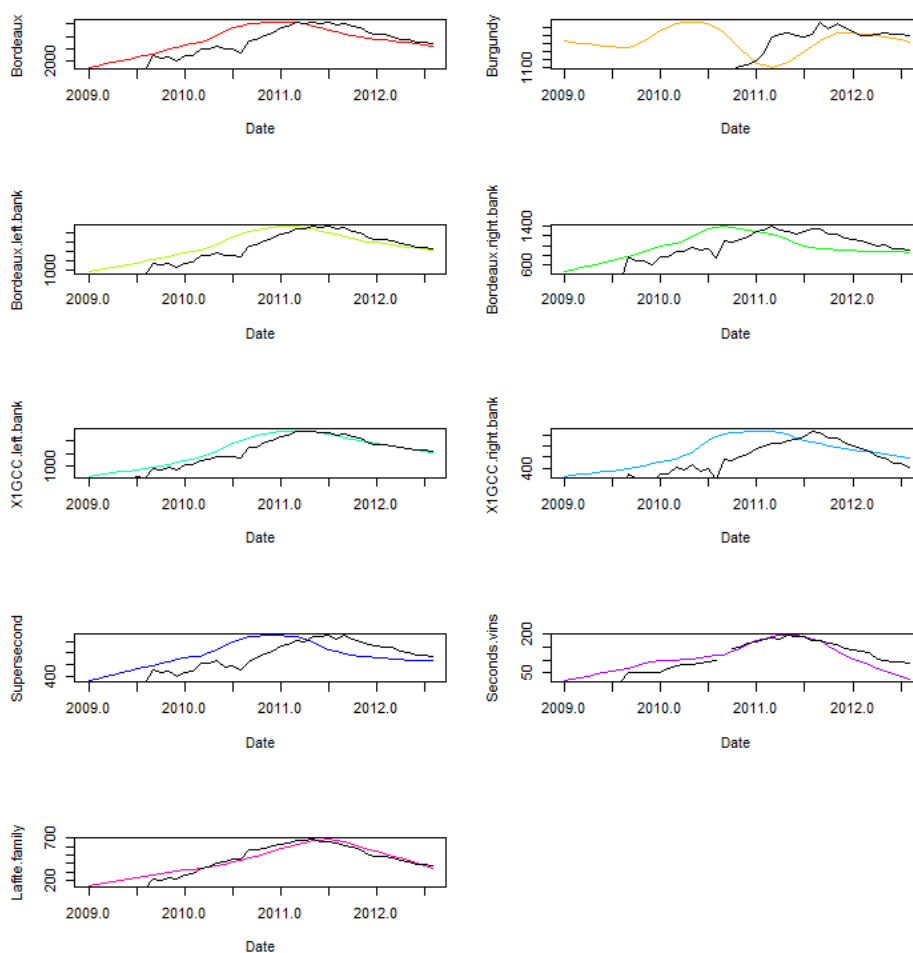 Bordeaux
2000
2009.0 2010.0 2011.0 2012.0
Date
Burgundy
1100
2009.0 2010.0 2011.0 2012.0
Date
Bordeaux.left.bank
1000
2009.0 2010.0 2011.0 2012.0
Date
Bordeaux.right.bank
600 1400
2009.0 2010.0 2011.0 2012.0
Date
X1GCC.left.bank
1000
2009.0 2010.0 2011.0 2012.0
Date
X1GCC.right.bank
400
2009.0 2010.0 2011.0 2012.0
Date
Supersecond
400
2009.0 2010.0 2011.0 2012.0
Date
Seconds.vins
50 200
2009.0 2010.0 2011.0 2012.0
Date
Lafite.family
200 700
2009.0 2010.0 2011.0 2012.0
Date